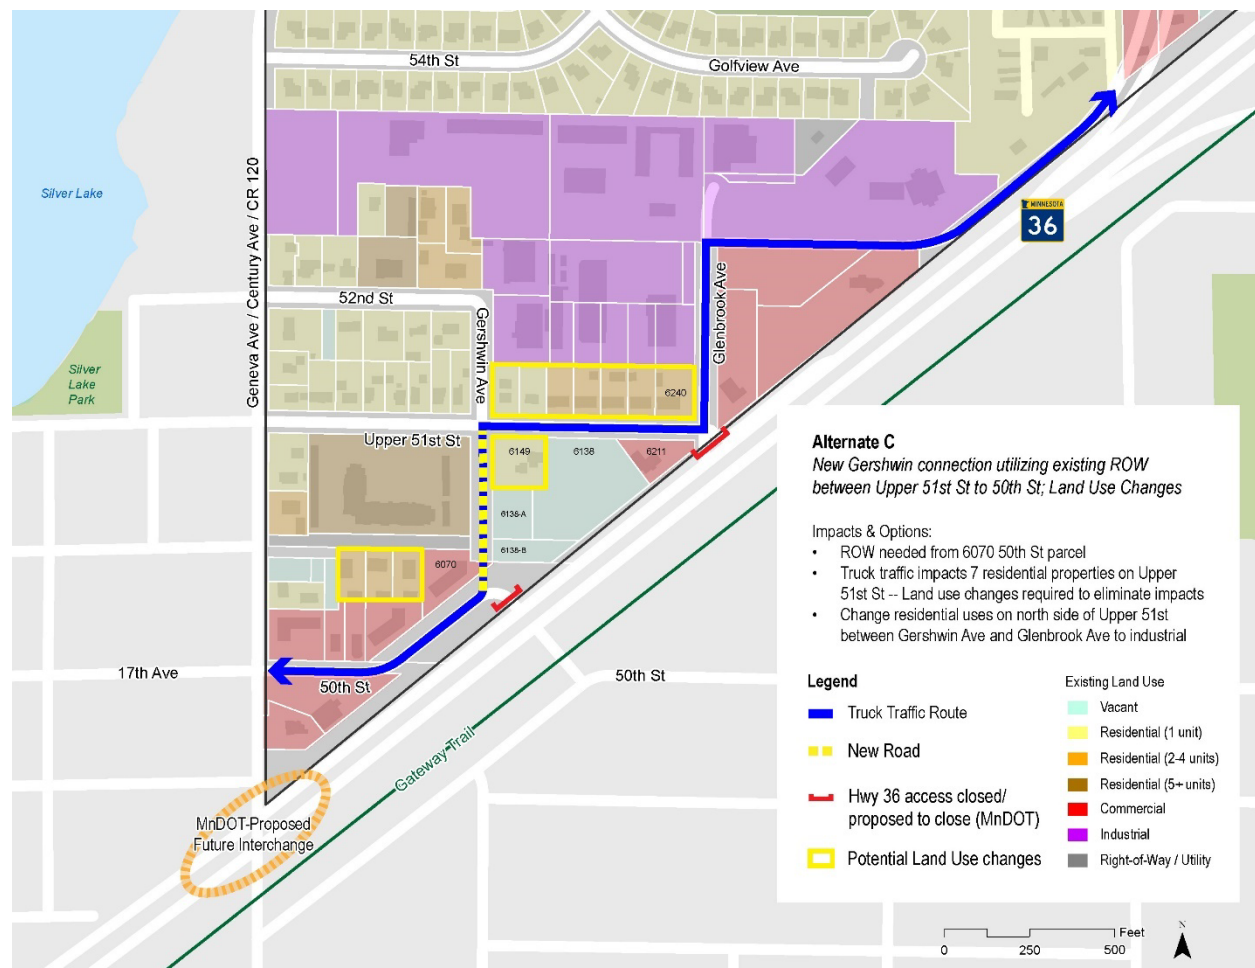 54th St
Golfview Ave
Silver Lake
Geneva Ave / Century Ave / CR 120
MINNESOTA
36
52nd St
Gershwin Ave
Glenbrook Ave
Silver
Lake
Park
6240
Upper 51st St
6149
6138
6211
6138-A
6138-B
6070
17th Ave
50th St
50th St
Gateway Trail
MnDOT-Proposed
Future Interchange
Alternate C
New Gershwin connection utilizing existing ROW
between Upper 51st St to 50th St; Land Use Changes
Impacts & Options:
• ROW needed from 6070 50th St parcel
• Truck traffic impacts 7 residential properties on Upper
51st St -- Land use changes required to eliminate impacts
• Change residential uses on north side of Upper 51st
between Gershwin Ave and Glenbrook Ave to industrial
Legend
Truck Traffic Route
New Road
Hwy 36 access closed/
proposed to close (MnDOT)
Potential Land Use changes
Existing Land Use
Vacant
Residential (1 unit)
Residential (2-4 units)
Residential (5+ units)
Commercial
Industrial
Right-of-Way / Utility
Feet
0 250 500
N